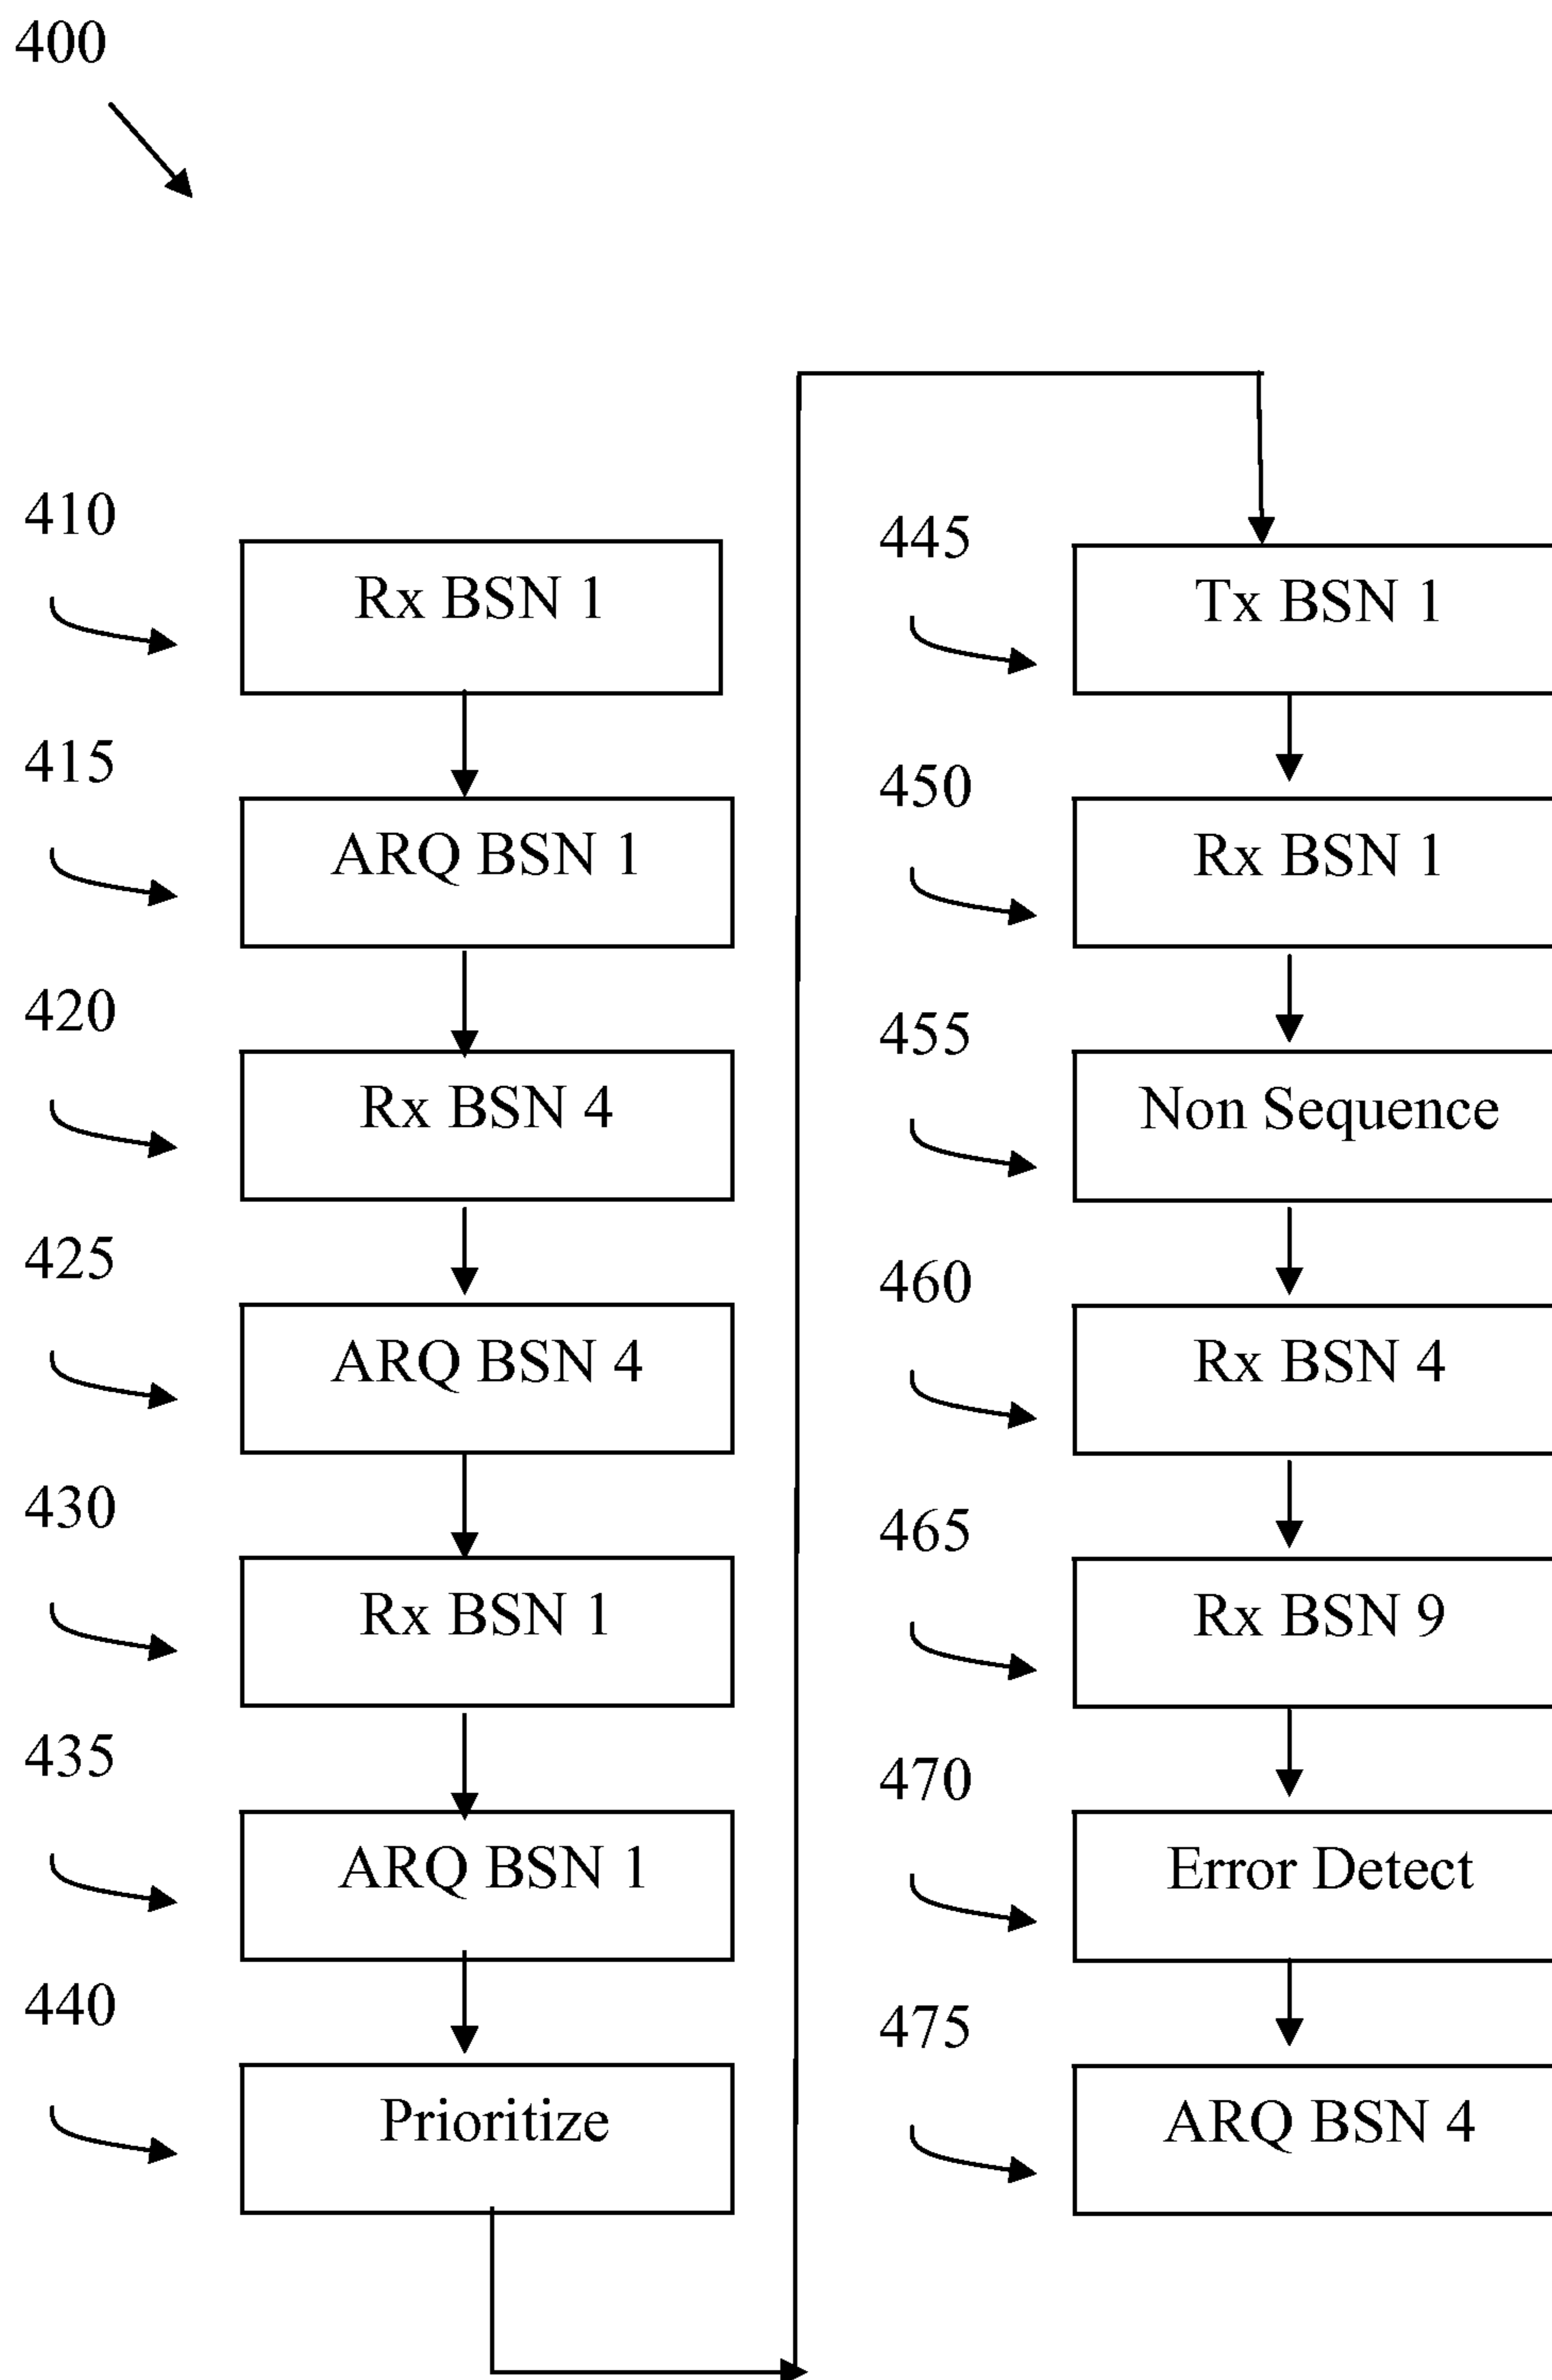 400
410
Rx BSN 1
415
ARQ BSN 1
420
Rx BSN 4
425
ARQ BSN 4
430
Rx BSN 1
435
ARQ BSN 1
440
Prioritize
445
Tx BSN 1
450
Rx BSN 1
455
Non Sequence
460
Rx BSN 4
465
Rx BSN 9
470
Error Detect
475
ARQ BSN 4